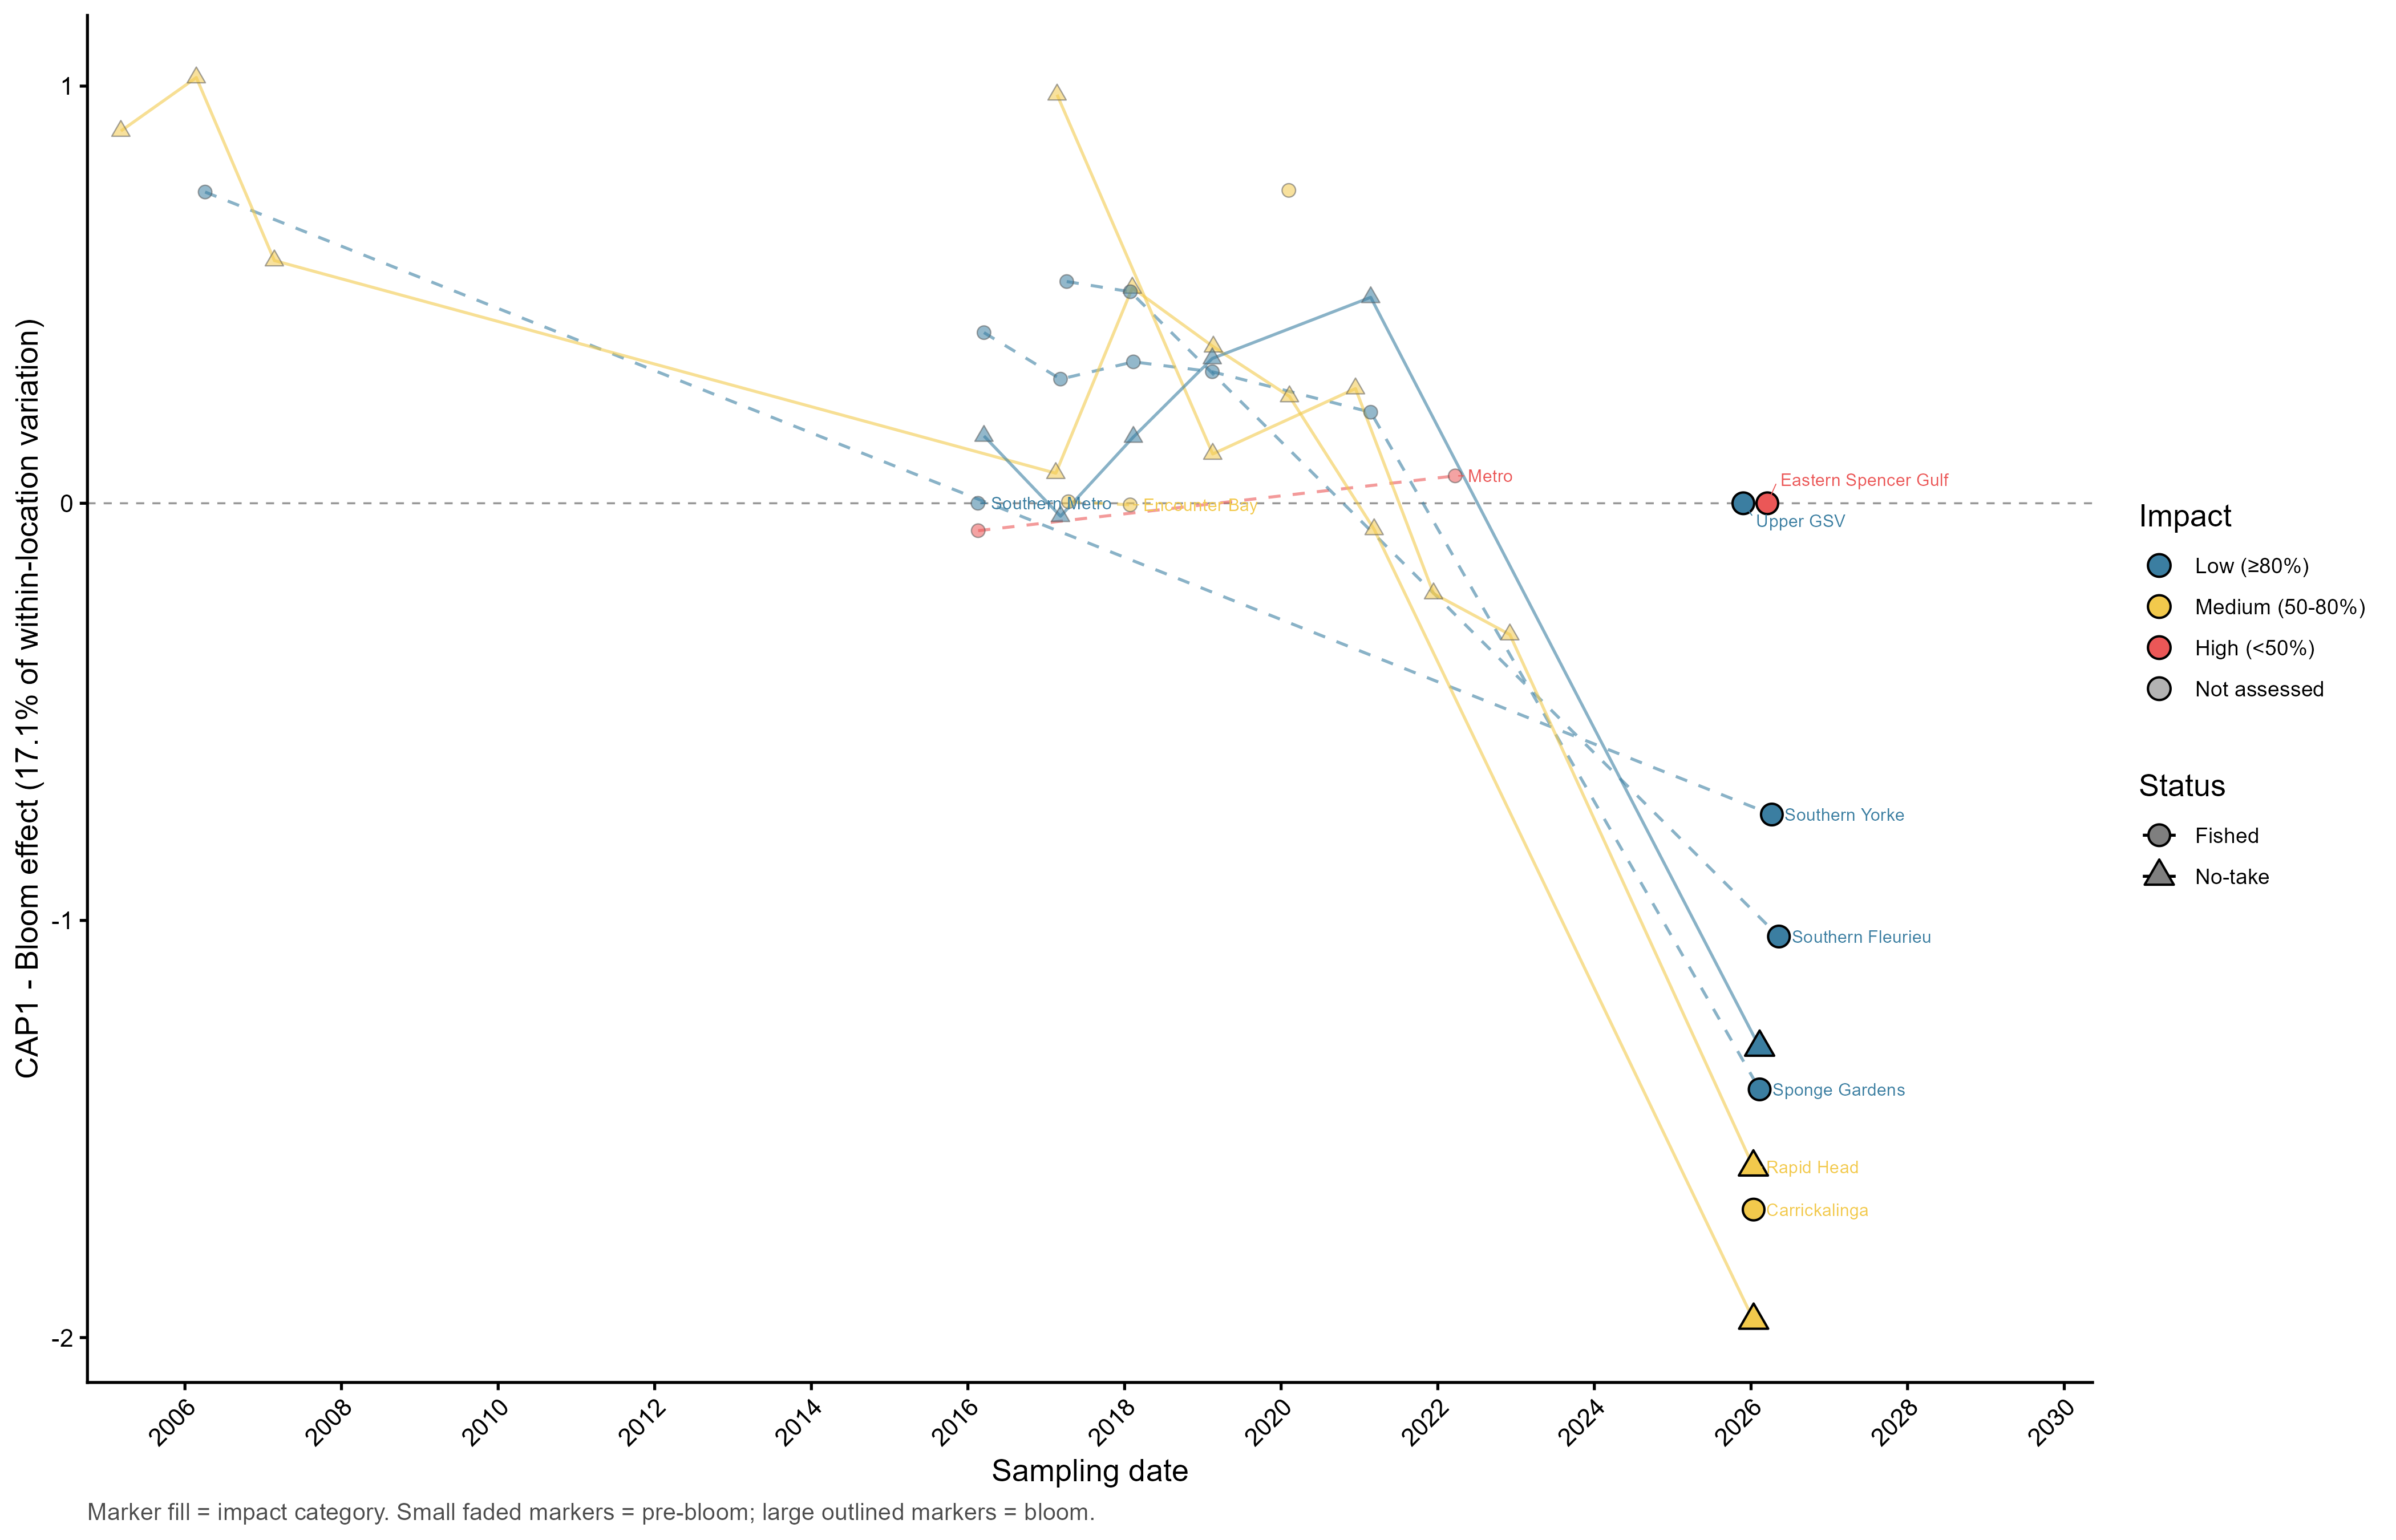 CAP1 - Bloom effect (17.1% of within-location variation)
1
0
-1
-2
Southern Metro
Encounter Bay
Metro
Eastern Spencer Gulf
Upper GSV
Southern Yorke
Southern Fleurieu
Sponge Gardens
Rapid Head
Carrickalinga
Impact
Low (≥80%)
Medium (50-80%)
High (<50%)
Not assessed
Status
Fished
No-take
2006
2008
2010
2012
2014
2016
2018
2020
2022
2024
2026
2028
2030
Sampling date
Marker fill = impact category. Small faded markers = pre-bloom; large outlined markers = bloom.